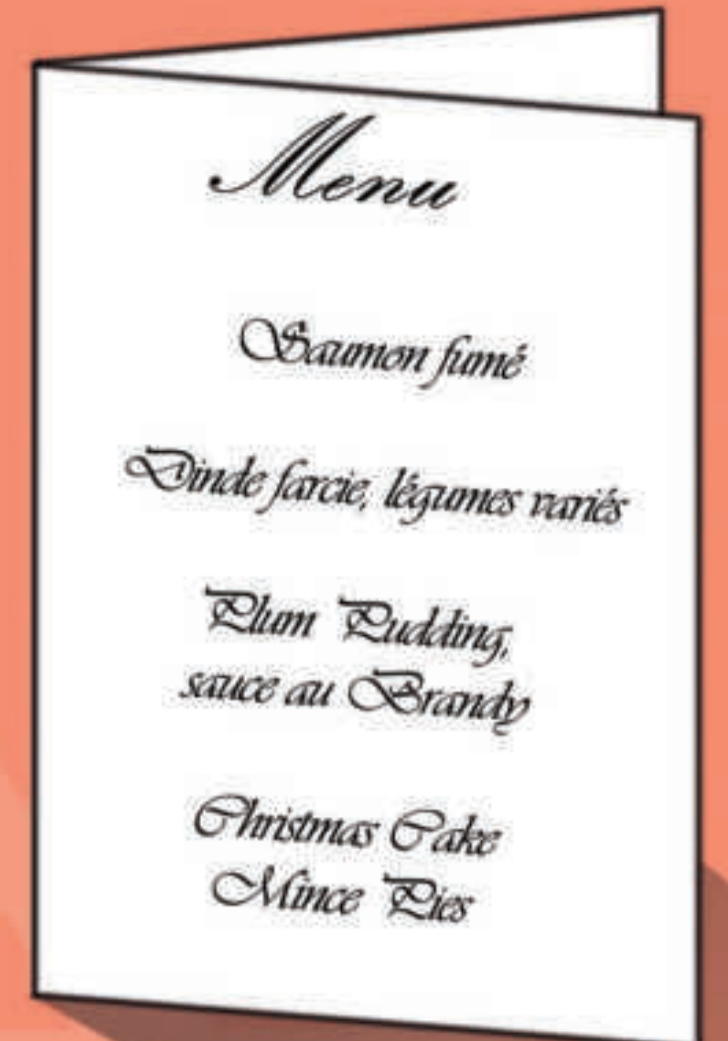 Menu
Saumon fumé
Dinde farcie, légumes variés
Plum Pudding,
sauce au Brandy
Christmas Cake
Mince Pies